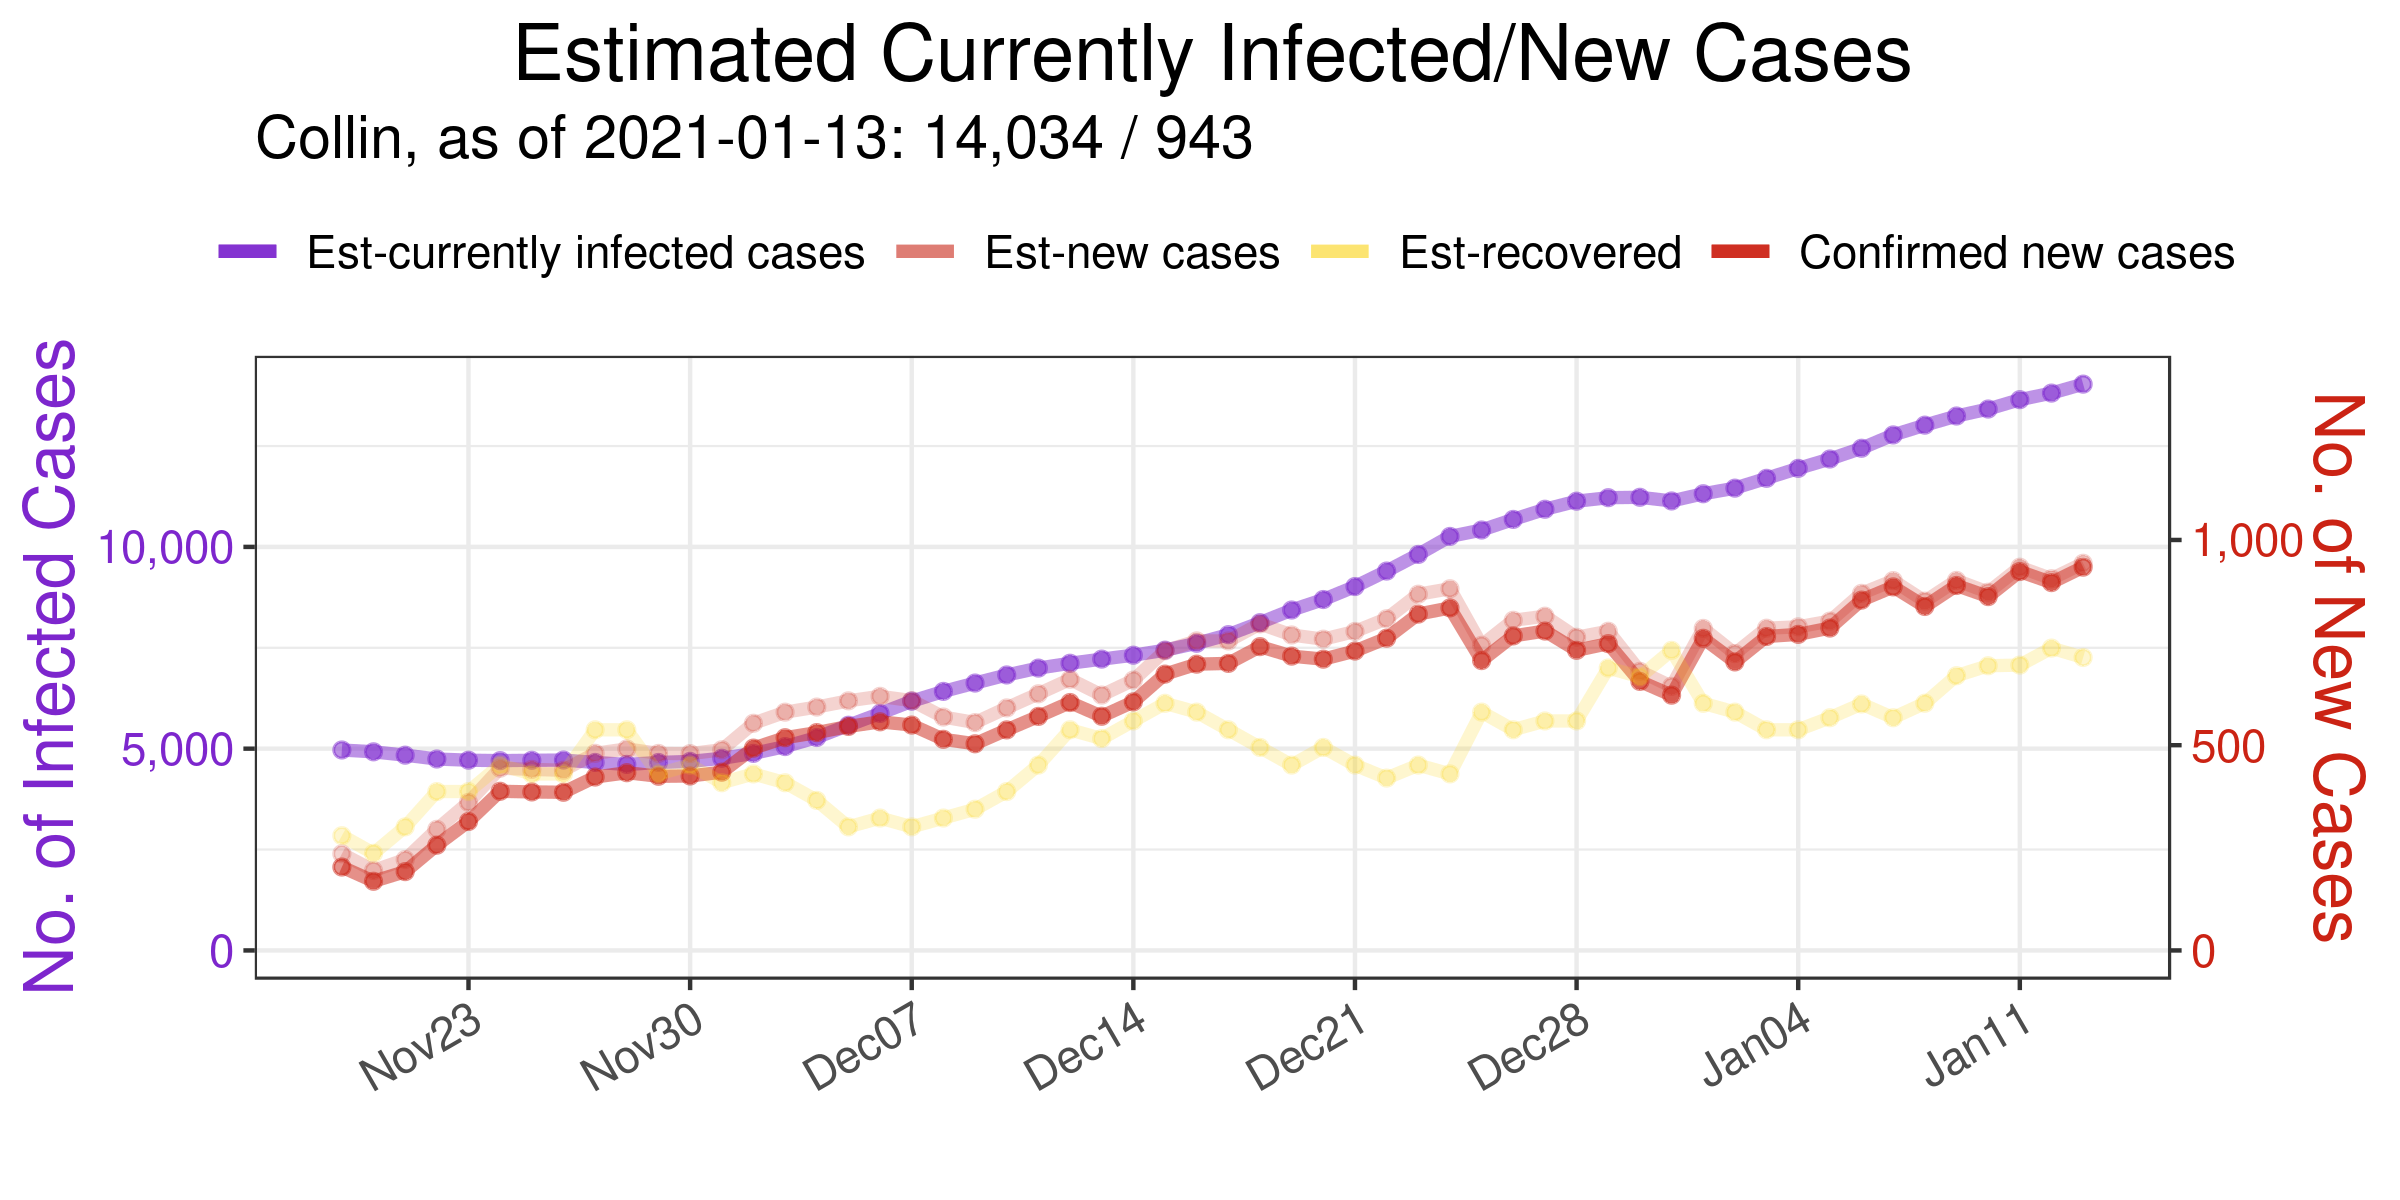 Estimated Currently Infected/New Cases
Collin, as of 2021-01-13: 14,034 / 943
Est-currently infected cases Est-new cases Est-recovered Confirmed new cases
No. of Infected Cases
10,000
5,000
0
1,000
500
0
No. of New Cases
Nov23 Nov30 Dec07 Dec14 Dec21 Dec28 Jan04 Jan11